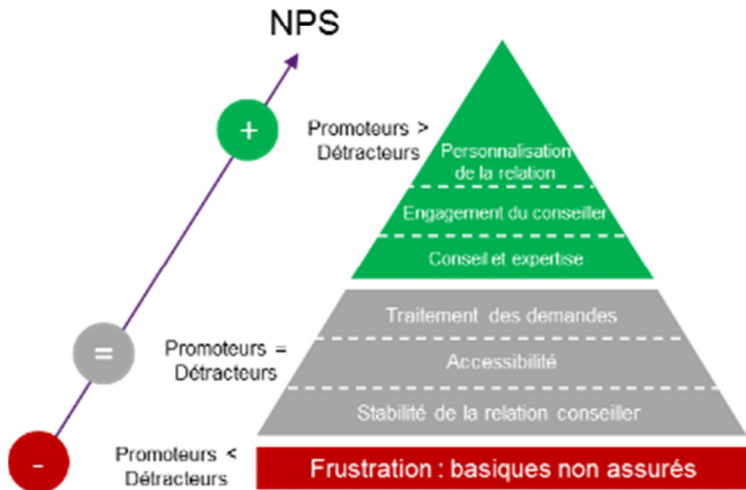 NPS
+
Promoteurs >
Détracteurs
Personnalisation
de la relation
Engagement du conseiller
Conseil et expertise
=
Promoteurs =
Détracteurs
Traitement des demandes
Accessibilité
Stabilité de la relation conseiller
-
Promoteurs <
Détracteurs
Frustration : basiques non assurés